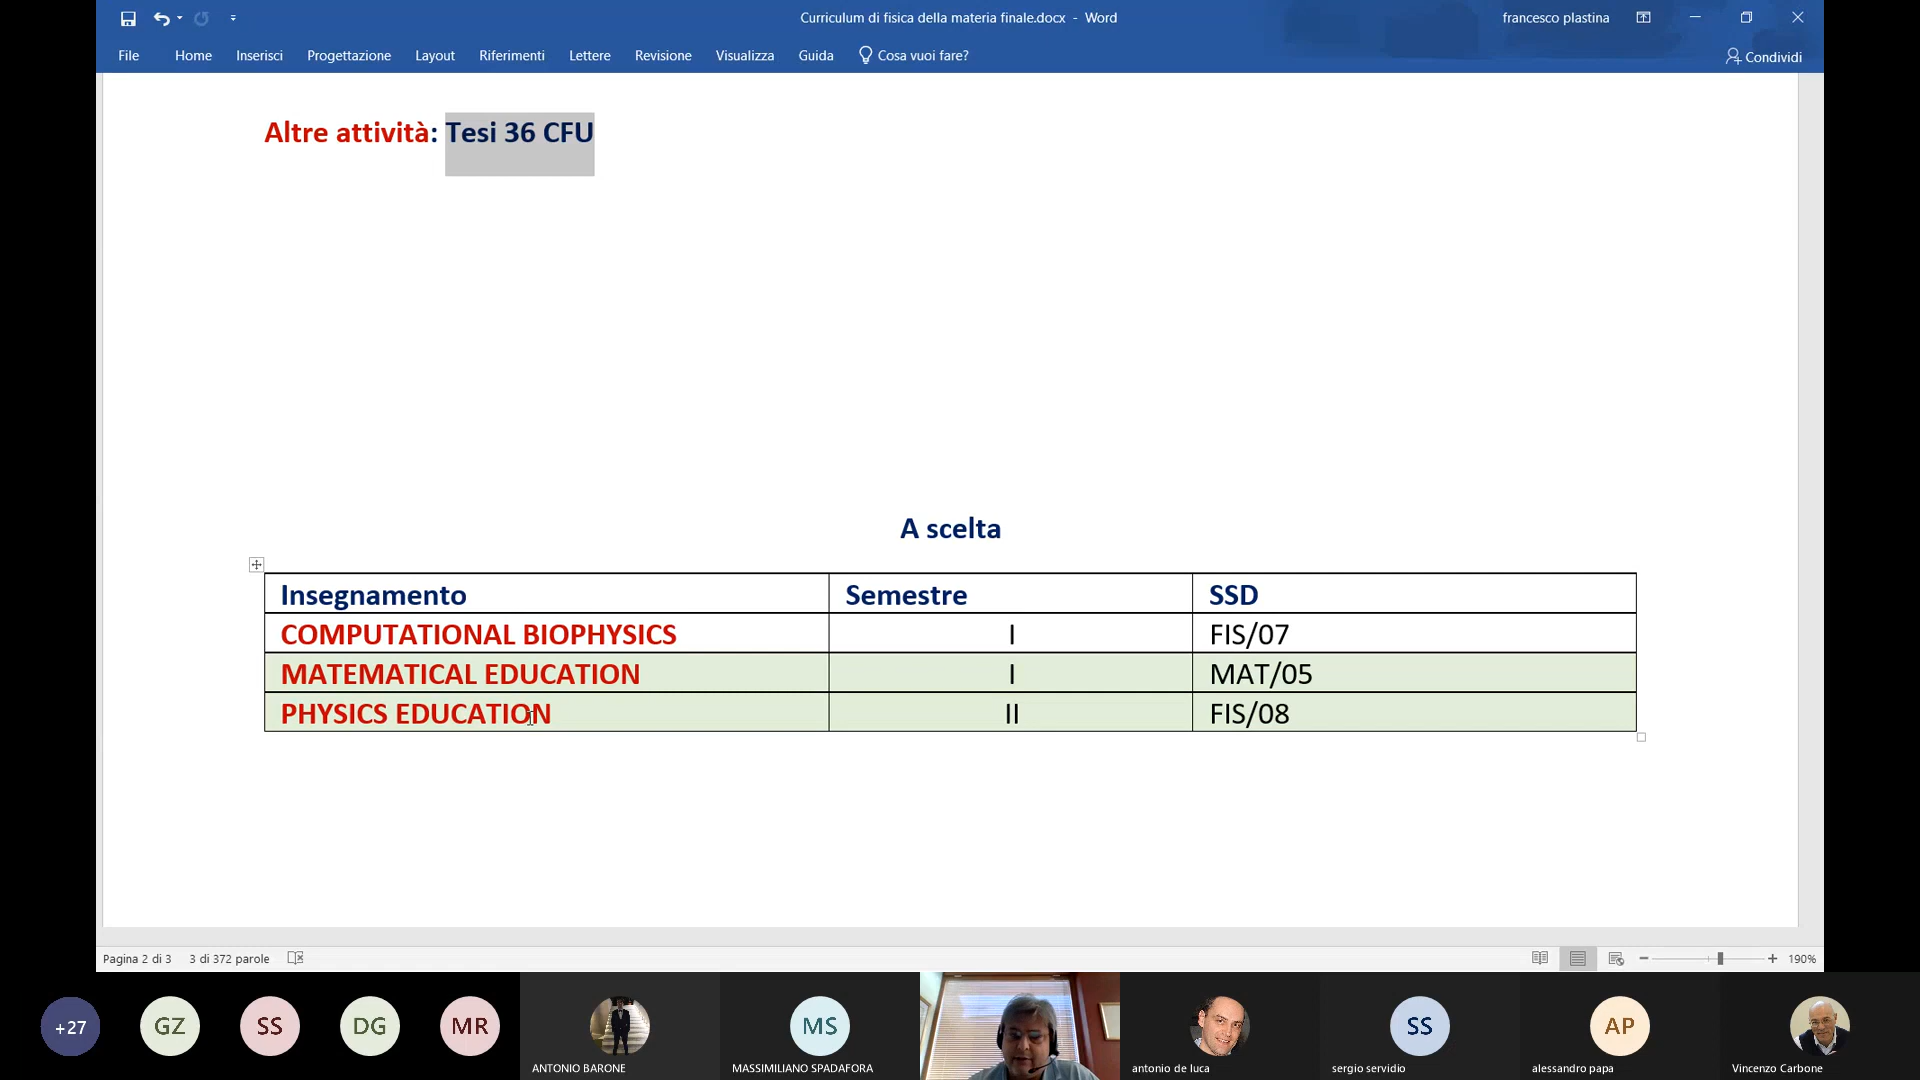 Curriculum di fisica della materia finale.docx - Word
francesco plastina
File Home Inserisci Progettazione Layout Riferimenti Lettere Revisione Visualizza Guida Cosa vuoi fare? Condividi
Altre attività: Tesi 36 CFU
A scelta
Insegnamento Semestre SSD
COMPUTATIONAL BIOPHYSICS I FIS/07
MATEMATICAL EDUCATION I MAT/05
PHYSICS EDUCATION II FIS/08
Pagina 2 di 3 3 di 372 parole 190%
+27 GZ SS DG MR MS SS AP
ANTONIO BARONE MASSIMILIANO SPADAFORA antonio de luca sergio servidio alessandro papa Vincenzo Carbone